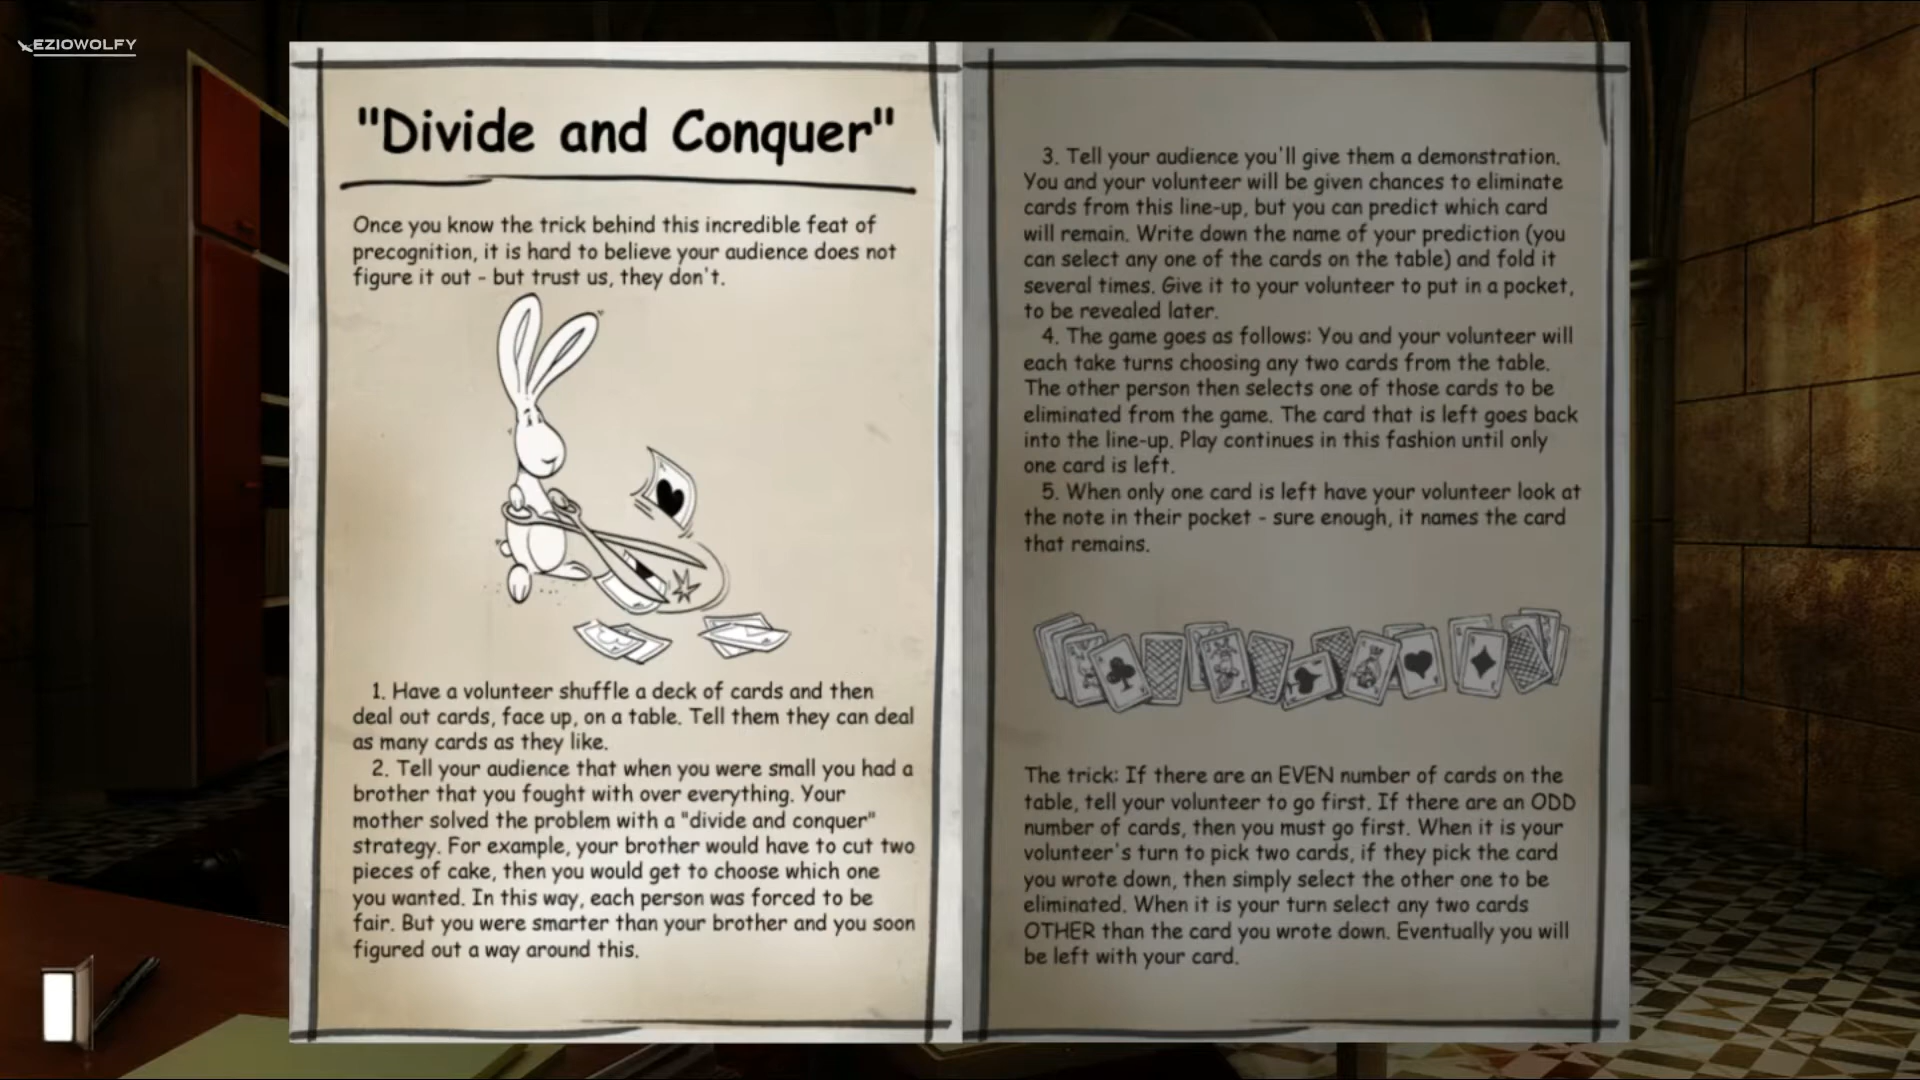 EZIOWOLFY
"Divide and Conquer"
Once you know the trick behind this incredible feat of
precognition, it is hard to believe your audience does not
figure it out - but trust us, they don't.
1. Have a volunteer shuffle a deck of cards and then
deal out cards, face up, on a table. Tell them they can deal
as many cards as they like.
2. Tell your audience that when you were small you had a
brother that you fought with over everything. Your
mother solved the problem with a "divide and conquer"
strategy. For example, your brother would have to cut two
pieces of cake, then you would get to choose which one
you wanted. In this way, each person was forced to be
fair. But you were smarter than your brother and you soon
figured out a way around this.
3. Tell your audience you'll give them a demonstration.
You and your volunteer will be given chances to eliminate
cards from this line-up, but you can predict which card
will remain. Write down the name of your prediction (you
can select any one of the cards on the table) and fold it
several times. Give it to your volunteer to put in a pocket,
to be revealed later.
4. The game goes as follows: You and your volunteer will
each take turns choosing any two cards from the table.
The other person then selects one of those cards to be
eliminated from the game. The card that is left goes back
into the line-up. Play continues in this fashion until only
one card is left.
5. When only one card is left have your volunteer look at
the note in their pocket - sure enough, it names the card
that remains.
The trick: If there are an EVEN number of cards on the
table, tell your volunteer to go first. If there are an ODD
number of cards, then you must go first. When it is your
volunteer's turn to pick two cards, if they pick the card
you wrote down, then simply select the other one to be
eliminated. When it is your turn select any two cards
OTHER than the card you wrote down. Eventually you will
be left with your card.